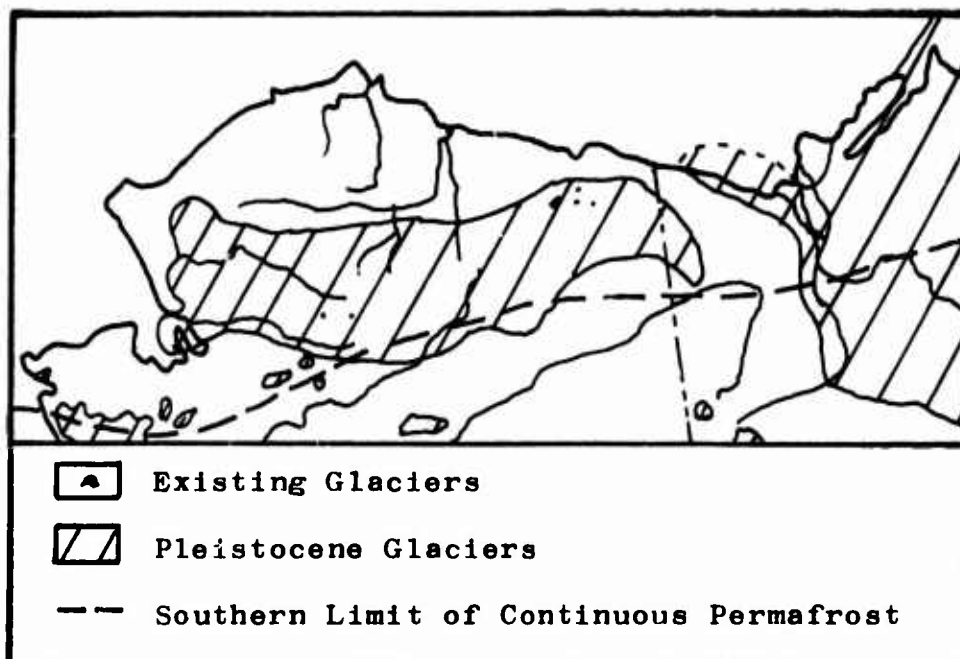 Existing Glaciers
Pleistocene Glaciers
Southern Limit of Continuous Permafrost